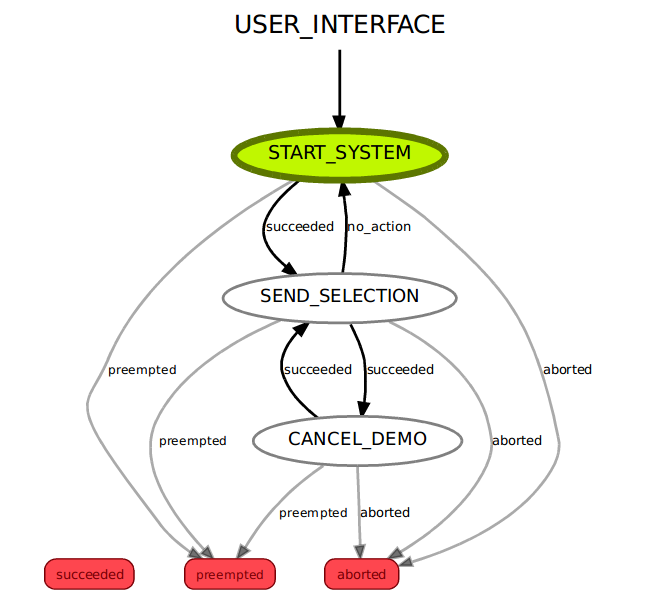 USER_INTERFACE
START_SYSTEM
succeeded
no_action
SEND_SELECTION
preempted
succeeded
succeeded
aborted
CANCEL_DEMO
preempted
aborted
preempted
aborted
succeeded
preempted
aborted